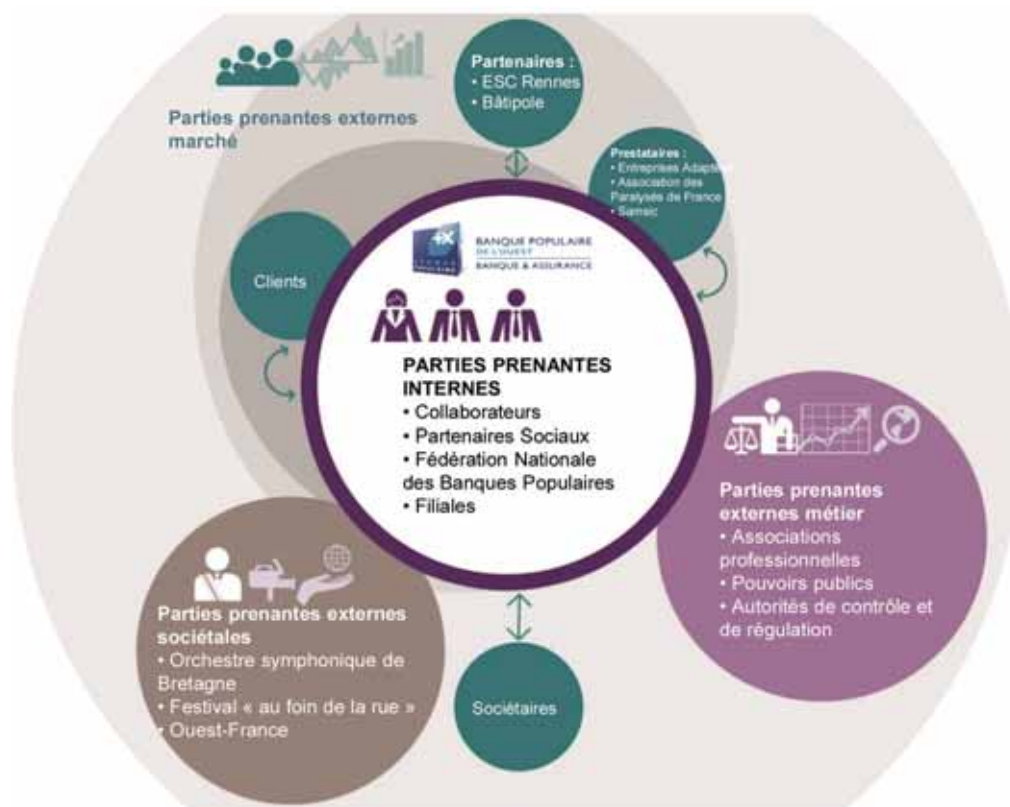 Partenaires :
• ESC Rennes
• Bâtipole
Parties prenantes externes
marché
Prestataires :
• Entreprises
• Association des
Paralysés de France
• Samsic
Clients
BANQUE POPULAIRE
DE L'OUEST
BANQUE & ASSURANCE
BANQUE
POPULAIRE
PARTIES PRENANTES
INTERNES
• Collaborateurs
• Partenaires Sociaux
• Fédération Nationale
des Banques Populaires
• Filiales
Parties prenantes
externes métier
• Associations
professionnelles
• Pouvoirs publics
• Autorités de contrôle et
de régulation
Parties prenantes externes
sociétales
• Orchestre symphonique de
Bretagne
• Festival « au foin de la rue »
• Ouest-France
Sociétaires